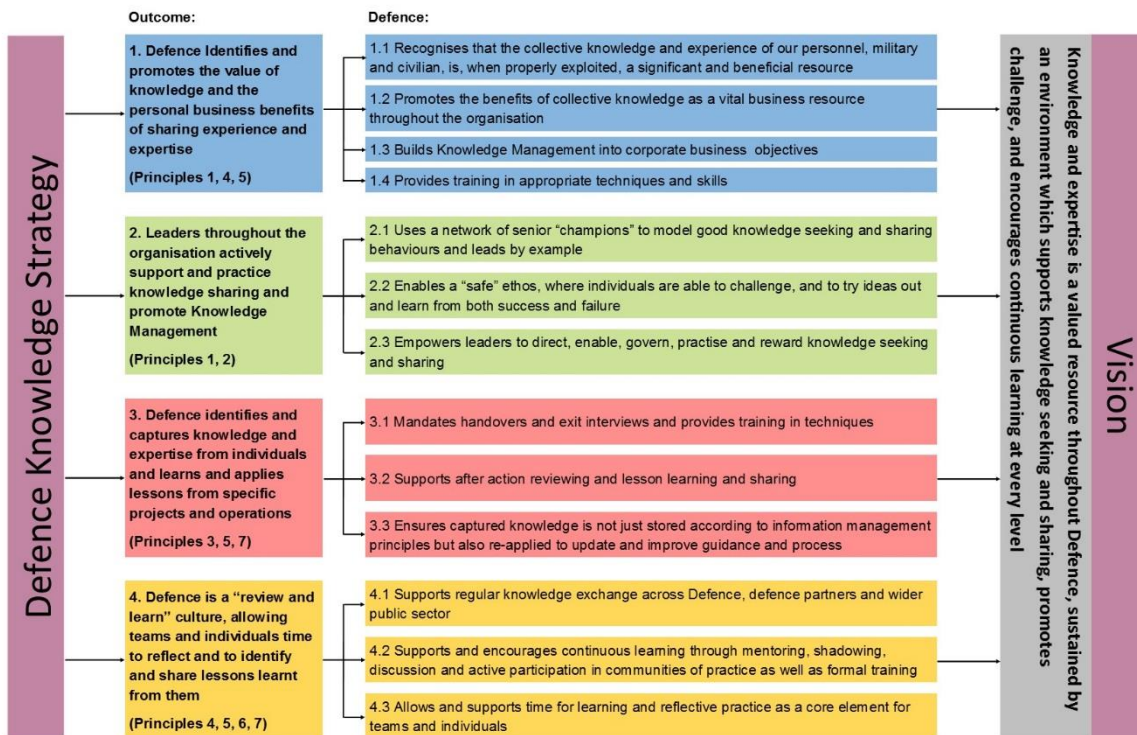 Outcome:
Defence:
Defence Knowledge Strategy
1. Defence Identifies and
promotes the value of
knowledge and the
personal business benefits
of sharing experience and
expertise
(Principles 1, 4, 5)
1.1 Recognises that the collective knowledge and experience of our personnel, military
and civilian, is, when properly exploited, a significant and beneficial resource
1.2 Promotes the benefits of collective knowledge as a vital business resource
throughout the organisation
1.3 Builds Knowledge Management into corporate business objectives
1.4 Provides training in appropriate techniques and skills
2. Leaders throughout the
organisation actively
support and practice
knowledge sharing and
promote Knowledge
Management
(Principles 1, 2)
2.1 Uses a network of senior “champions” to model good knowledge seeking and sharing
behaviours and leads by example
2.2 Enables a “safe” ethos, where individuals are able to challenge, and to try ideas out
and learn from both success and failure
2.3 Empowers leaders to direct, enable, govern, practise and reward knowledge seeking
and sharing
3. Defence identifies and
captures knowledge and
expertise from individuals
and learns and applies
lessons from specific
projects and operations
(Principles 3, 5, 7)
3.1 Mandates handovers and exit interviews and provides training in techniques
3.2 Supports after action reviewing and lesson learning and sharing
3.3 Ensures captured knowledge is not just stored according to information management
principles but also re-applied to update and improve guidance and process
4. Defence is a “review and
learn” culture, allowing
teams and individuals time
to reflect and to identify
and share lessons learnt
from them
(Principles 4, 5, 6, 7)
4.1 Supports regular knowledge exchange across Defence, defence partners and wider
public sector
4.2 Supports and encourages continuous learning through mentoring, shadowing,
discussion and active participation in communities of practice as well as formal training
4.3 Allows and supports time for learning and reflective practice as a core element for
teams and individuals
Vision
Knowledge and expertise is a valued resource throughout Defence, sustained by
an environment which supports knowledge seeking and sharing, promotes
challenge, and encourages continuous learning at every level